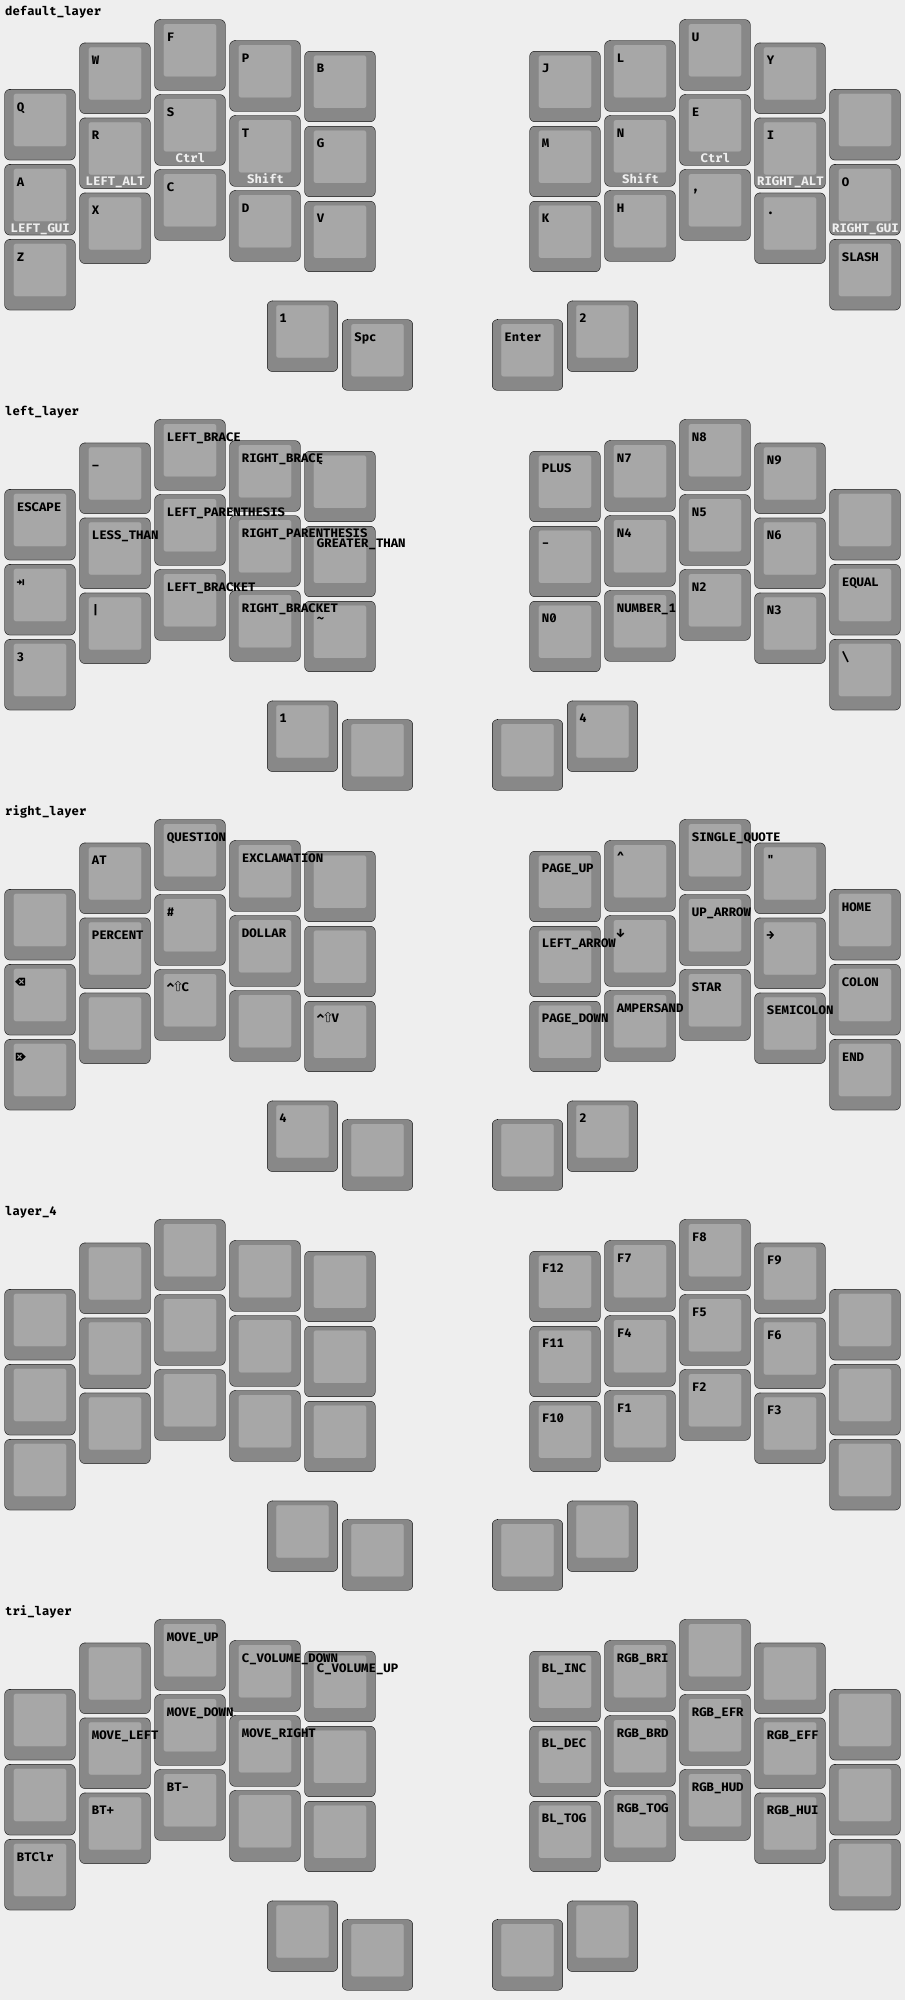 default_layer
F U
W P L Y
B J
Q
S E
R T N I
G M
Ctrl Ctrl
A LEFT_ALT Shift Shift RIGHT_ALT O
C ,
X D H .
V K
LEFT_GUI RIGHT_GUI
Z SLASH
1 2
Spc Enter
left_layer
LEFT_BRACE N8
- RIGHT_BRACE N7 N9
PLUS
ESCAPE
LEFT_PARENTHESIS N5
LESS_THAN RIGHT_PARENTHESIS N4 N6
GREATER_THAN -
⇥ EQUAL
LEFT_BRACKET N2
| RIGHT_BRACKET NUMBER_1 N3
~ N0
3 \
1 4
right_layer
QUESTION SINGLE_QUOTE
AT EXCLAMATION ^ "
PAGE_UP
HOME
# UP_ARROW
PERCENT DOLLAR ↓ →
LEFT_ARROW
⌫ COLON
^⇧C STAR
AMPERSAND SEMICOLON
^⇧V PAGE_DOWN
⌦ END
4 2
layer_4
F8
F7 F9
F12
F5
F4 F6
F11
F2
F1 F3
F10
tri_layer
MOVE_UP
C_VOLUME_DOWN RGB_BRI
C_VOLUME_UP BL_INC
MOVE_DOWN RGB_EFR
MOVE_LEFT MOVE_RIGHT RGB_BRD RGB_EFF
BL_DEC
BT- RGB_HUD
BT+ RGB_TOG RGB_HUI
BL_TOG
BTClr